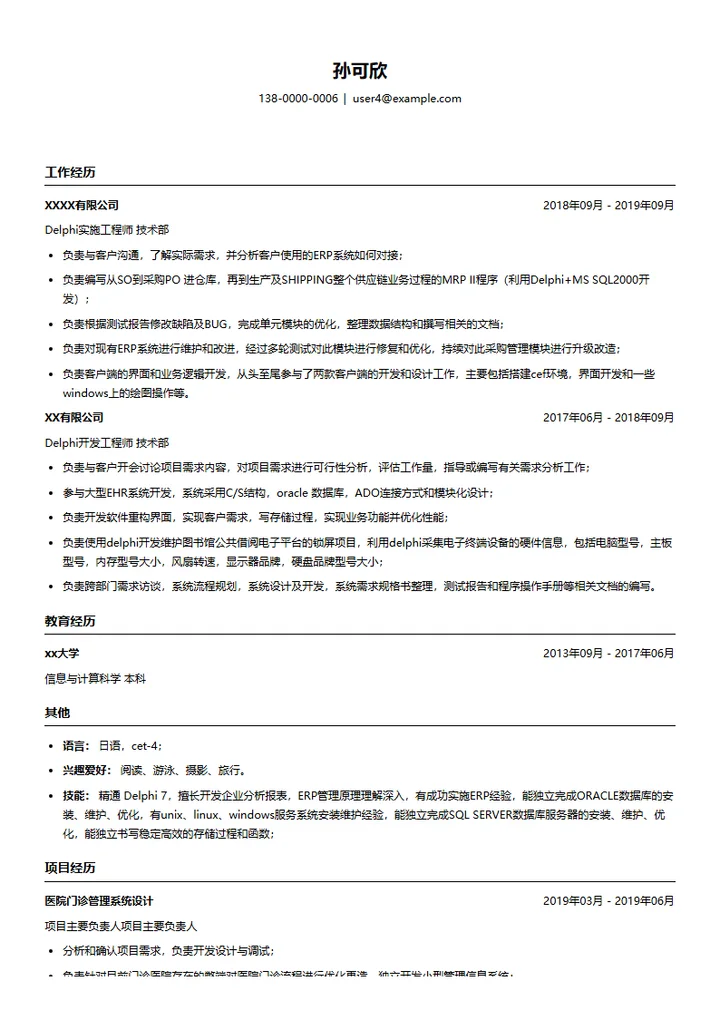 孙可欣
138-0000-0006 | user4@example.com
工作经历
XXXX有限公司 2018年09月 - 2019年09月
Delphi实施工程师 技术部
• 负责与客户沟通，了解实际需求，并分析客户使用的ERP系统如何对接；
• 负责编写从SO到采购PO 进仓库，再到生产及SHIPPING整个供应链业务过程的MRP II程序（利用Delphi+MS SQL2000开
发）；
• 负责根据测试报告修改缺陷及BUG，完成单元模块的优化，整理数据结构和撰写相关的文档；
• 负责对现有ERP系统进行维护和改进，经过多轮测试对此模块进行修复和优化，持续对此采购管理模块进行升级改造；
• 负责客户端的界面和业务逻辑开发，从头至尾参与了两款客户端的开发和设计工作，主要包括搭建cef环境，界面开发和一些
windows上的绘图操作等。
XX有限公司 2017年06月 - 2018年09月
Delphi开发工程师 技术部
• 负责与客户开会讨论项目需求内容，对项目需求进行可行性分析，评估工作量，指导或编写有关需求分析工作；
• 参与大型EHR系统开发，系统采用C/S结构，oracle 数据库，ADO连接方式和模块化设计；
• 负责开发软件重构界面，实现客户需求，写存储过程，实现业务功能并优化性能；
• 负责使用delphi开发维护图书馆公共借阅电子平台的锁屏项目，利用delphi采集电子终端设备的硬件信息，包括电脑型号，主板
型号，内存型号大小，风扇转速，显示器品牌，硬盘品牌型号大小；
• 负责跨部门需求访谈，系统流程规划，系统设计及开发，系统需求规格书整理，测试报告和程序操作手册等相关文档的编写。
教育经历
xx大学 2013年09月 - 2017年06月
信息与计算科学 本科
其他
• 语言： 日语，cet-4；
• 兴趣爱好： 阅读、游泳、摄影、旅行。
• 技能： 精通 Delphi 7，擅长开发企业分析报表，ERP管理原理理解深入，有成功实施ERP经验，能独立完成ORACLE数据库的安
装、维护、优化，有unix、linux、windows服务系统安装维护经验，能独立完成SQL SERVER数据库服务器的安装、维护、优
化，能独立书写稳定高效的存储过程和函数；
项目经历
医院门诊管理系统设计 2019年03月 - 2019年06月
项目主要负责人项目主要负责人
• 分析和确认项目需求，负责开发设计与调试；
• 负责针对目前门诊医院存在的弊端对医院门诊流程进行优化再造，独立开发小型管理信息系统；